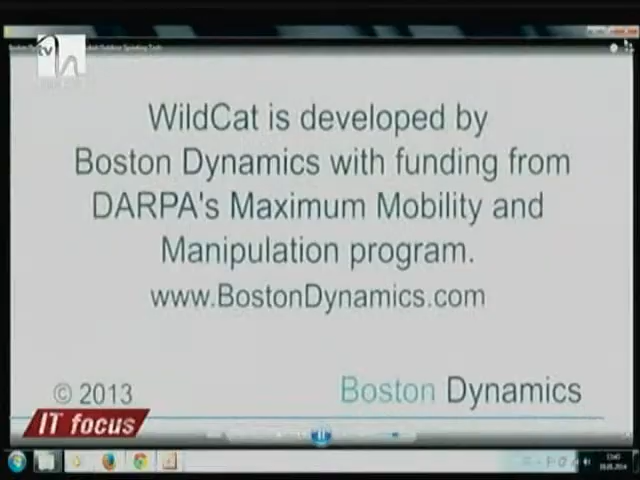 tv
WildCat is developed by
Boston Dynamics with funding from
DARPA's Maximum Mobility and
Manipulation program.
www.BostonDynamics.com
© 2013
Boston Dynamics
IT focus